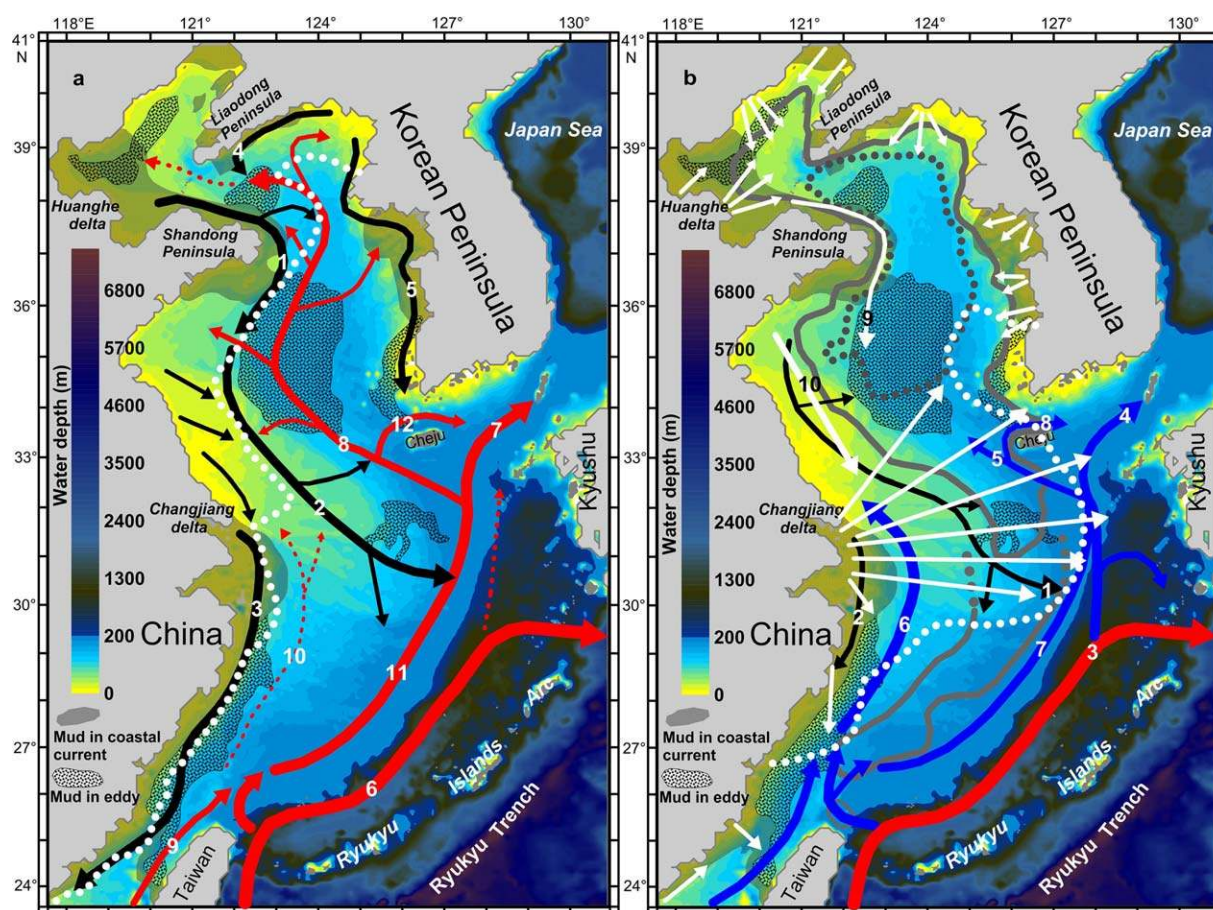 118°E 121° 124° 127° 130°
41°
N
39°
36°
33°
30°
27°
24°
a
Liaodong
Peninsula
Korean Peninsula
Japan Sea
Huanghe
delta
Shandong
Peninsula
Water depth (m)
6800
5700
4600
3500
2400
1300
200
0
Changjiang
delta
China
Cheju
Kyushu
Mud in coastal
current
Mud in eddy
Taiwan
Ryukyu
Islands
Arc
Ryukyu Trench
1
2
3
4
5
6
7
8
9
10
11
12
118°E 121° 124° 127° 130°
41°
N
39°
36°
33°
30°
27°
24°
b
Liaodong
Peninsula
Korean Peninsula
Japan Sea
Huanghe
delta
Shandong
Peninsula
Water depth (m)
6800
5700
4600
3500
2400
1300
200
0
Changjiang
delta
China
Cheju
Kyushu
Mud in coastal
current
Mud in eddy
Taiwan
Ryukyu
Islands
Arc
Ryukyu Trench
1
2
3
4
5
6
7
8
9
10